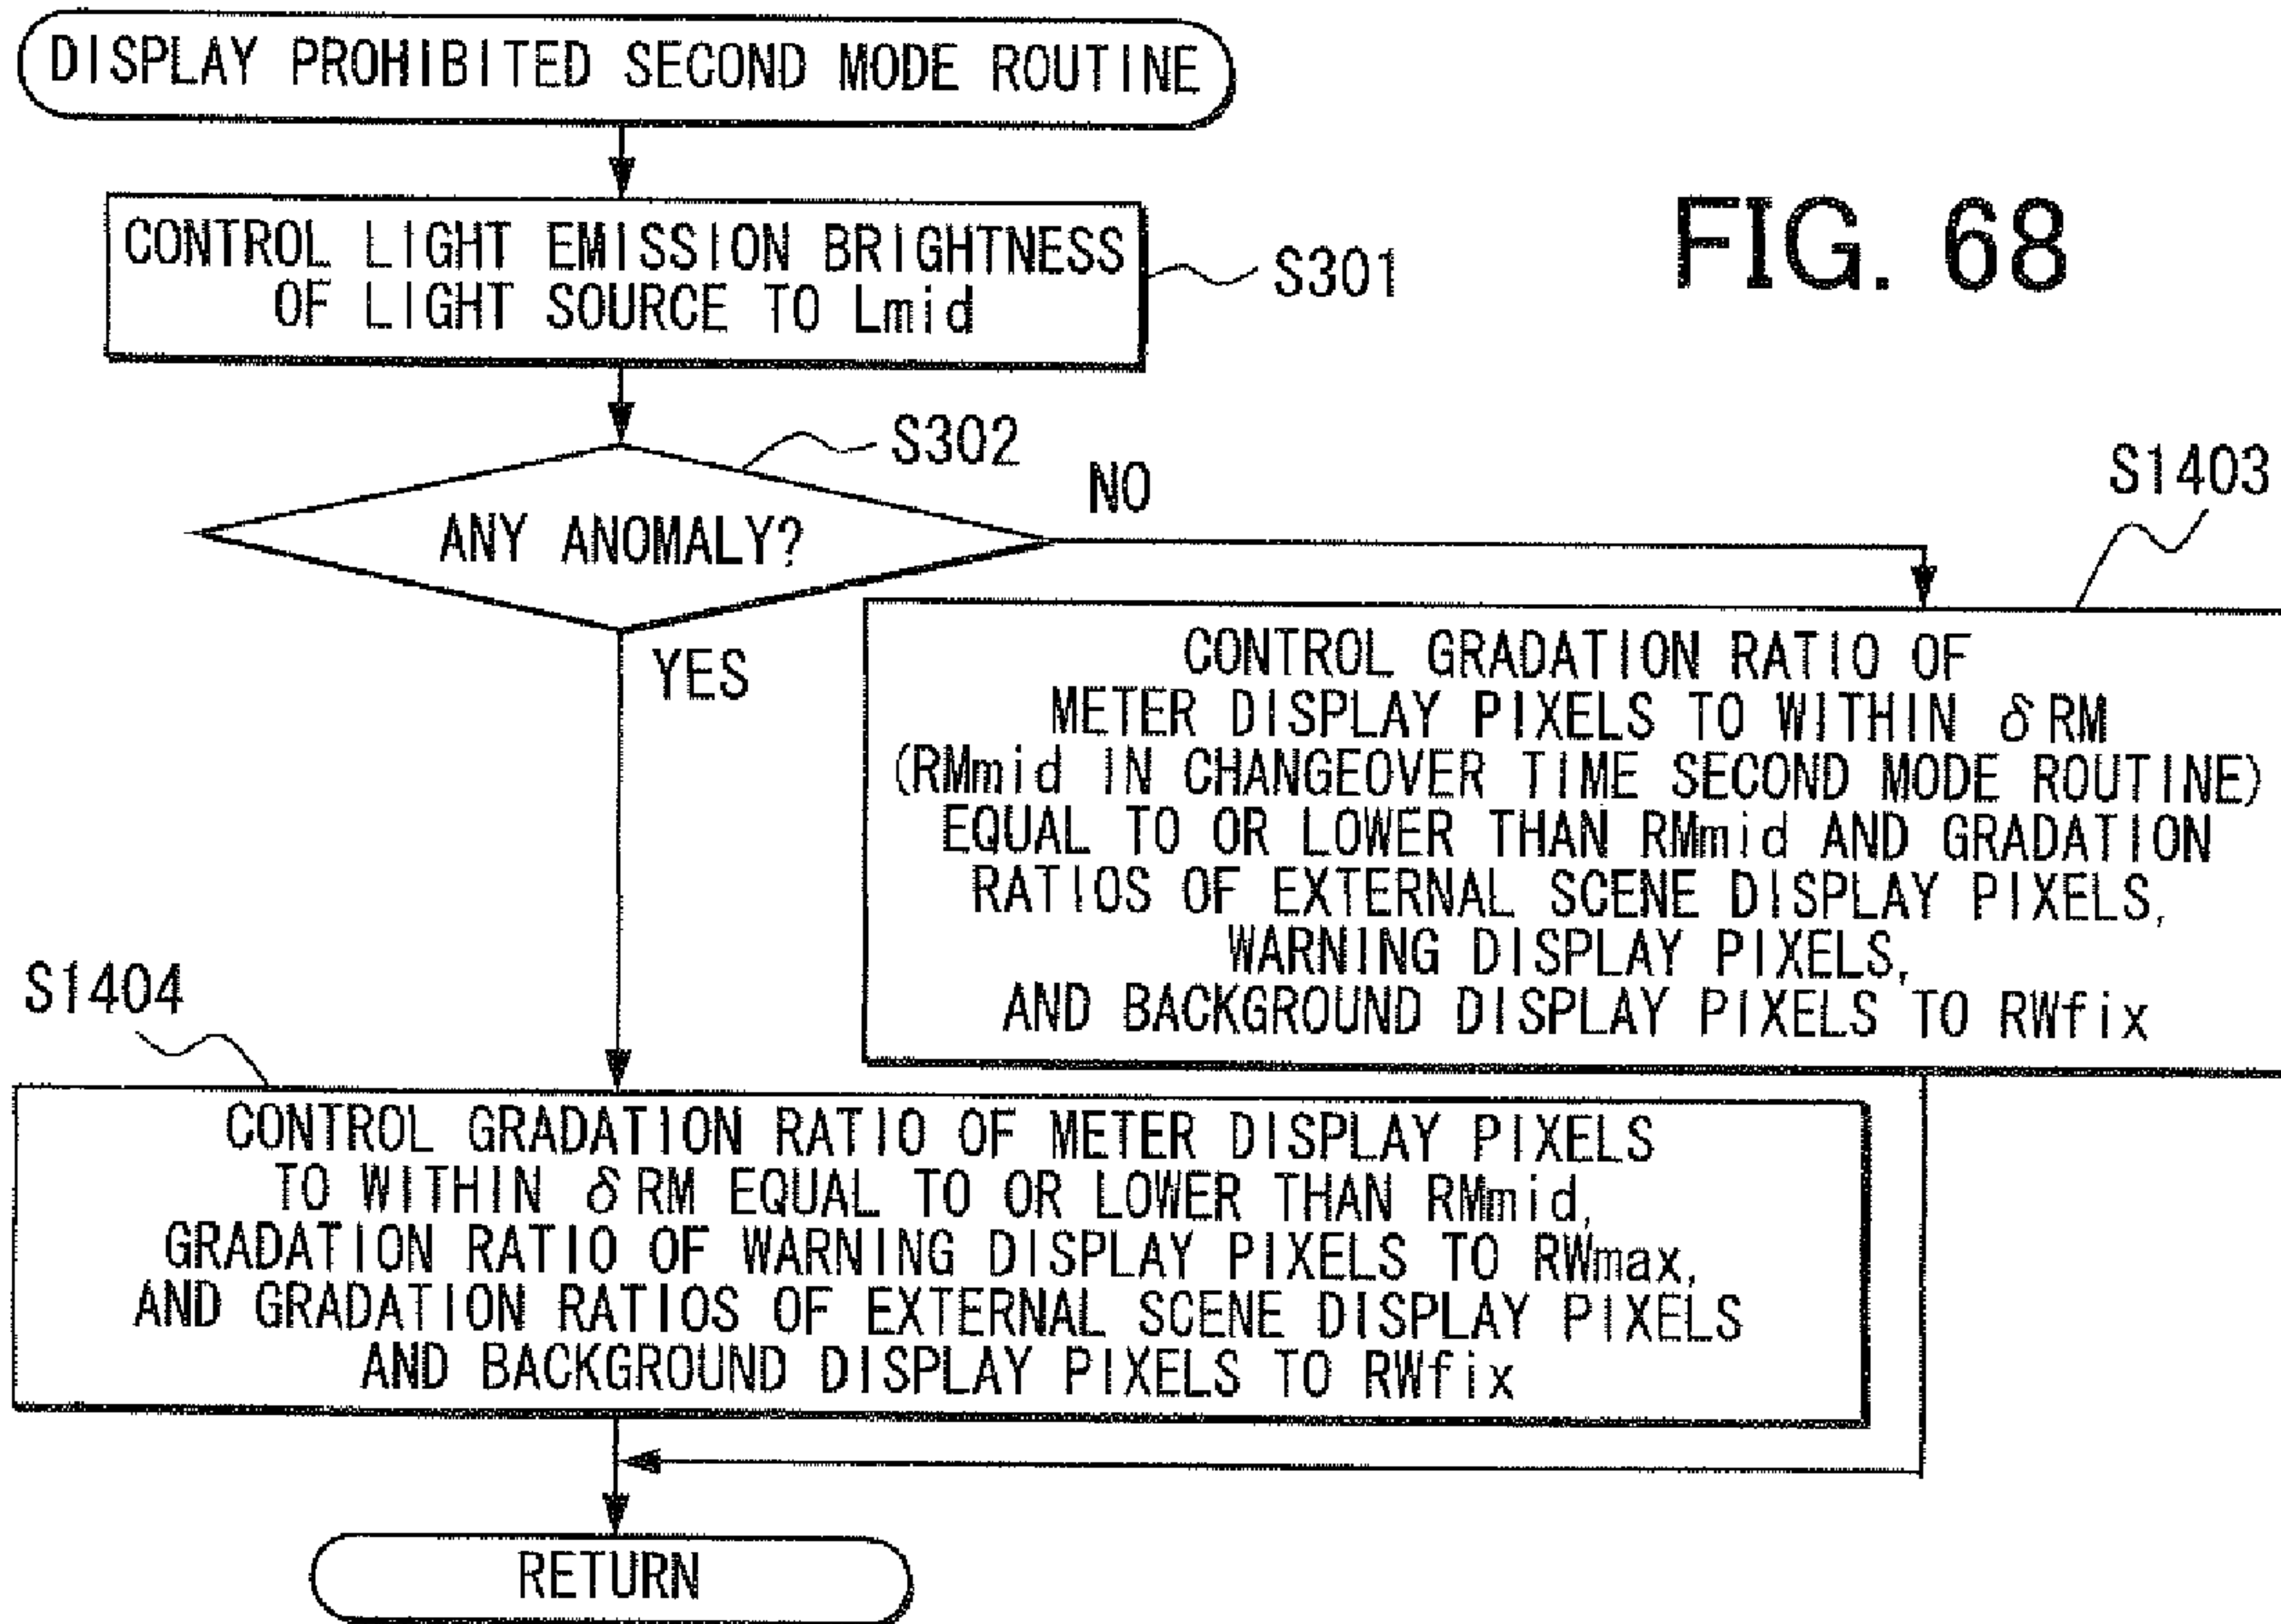 DISPLAY PROHIBITED SECOND MODE ROUTINE
CONTROL LIGHT EMISSION BRIGHTNESS
OF LIGHT SOURCE TO Lmid
S301
FIG. 68
S302
ANY ANOMALY?
NO
YES
S1403
CONTROL GRADATION RATIO OF
METER DISPLAY PIXELS TO WITHIN δRM
(RMmid IN CHANGEOVER TIME SECOND MODE ROUTINE)
EQUAL TO OR LOWER THAN RMmid AND GRADATION
RATIOS OF EXTERNAL SCENE DISPLAY PIXELS,
WARNING DISPLAY PIXELS,
AND BACKGROUND DISPLAY PIXELS TO RWfix
S1404
CONTROL GRADATION RATIO OF METER DISPLAY PIXELS
TO WITHIN δRM EQUAL TO OR LOWER THAN RMmid,
GRADATION RATIO OF WARNING DISPLAY PIXELS TO RWmax,
AND GRADATION RATIOS OF EXTERNAL SCENE DISPLAY PIXELS
AND BACKGROUND DISPLAY PIXELS TO RWfix
RETURN